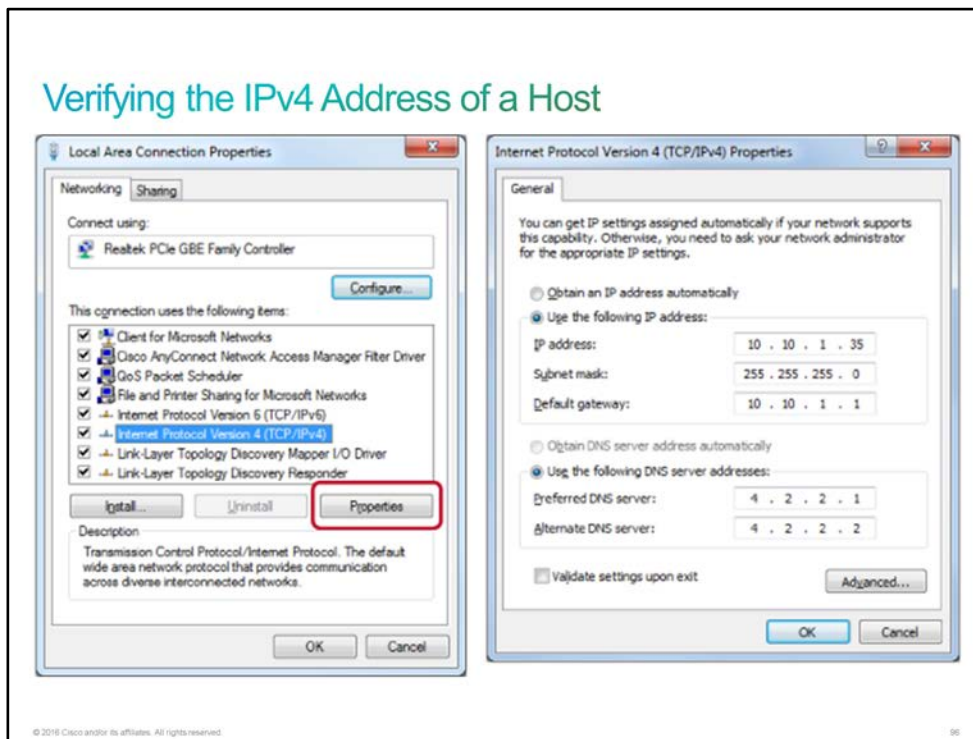 Verifying the IPv4 Address of a Host
Local Area Connection Properties
Networking
Sharing
Connect using:
Realtek PCIe GBE Family Controller
Configure...
This connection uses the following items:
Client for Microsoft Networks
Cisco AnyConnect Network Access Manager Filter Driver
QoS Packet Scheduler
File and Printer Sharing for Microsoft Networks
Internet Protocol Version 6 (TCP/IPv6)
Internet Protocol Version 4 (TCP/IPv4)
Link-Layer Topology Discovery Mapper I/O Driver
Link-Layer Topology Discovery Responder
Install...
Uninstall
Properties
Description
Transmission Control Protocol/Internet Protocol. The default
wide area network protocol that provides communication
across diverse interconnected networks.
OK
Cancel
Internet Protocol Version 4 (TCP/IPv4) Properties
General
You can get IP settings assigned automatically if your network supports
this capability. Otherwise, you need to ask your network administrator
for the appropriate IP settings.
Obtain an IP address automatically
Use the following IP address:
IP address: 10 . 10 . 1 . 35
Subnet mask: 255 . 255 . 255 . 0
Default gateway: 10 . 10 . 1 . 1
Obtain DNS server address automatically
Use the following DNS server addresses:
Preferred DNS server: 4 . 2 . 2 . 1
Alternate DNS server: 4 . 2 . 2 . 2
Validate settings upon exit
Advanced...
OK
Cancel
© 2016 Cisco and/or its affiliates. All rights reserved.
96